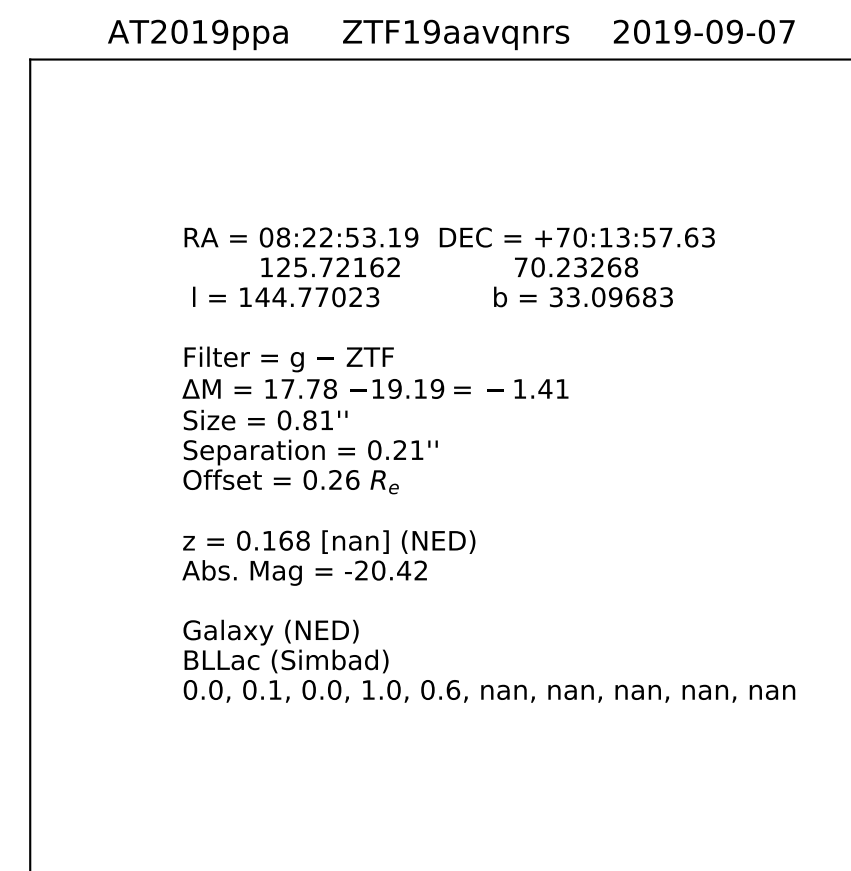 AT2019ppa ZTF19aavqnrs 2019-09-07
RA = 08:22:53.19 DEC = +70:13:57.63
125.72162 70.23268
l = 144.77023 b = 33.09683
Filter = g − ZTF
ΔM = 17.78 −19.19 = − 1.41
Size = 0.81''
Separation = 0.21''
Offset = 0.26 Re
z = 0.168 [nan] (NED)
Abs. Mag = -20.42
Galaxy (NED)
BLLac (Simbad)
0.0, 0.1, 0.0, 1.0, 0.6, nan, nan, nan, nan, nan